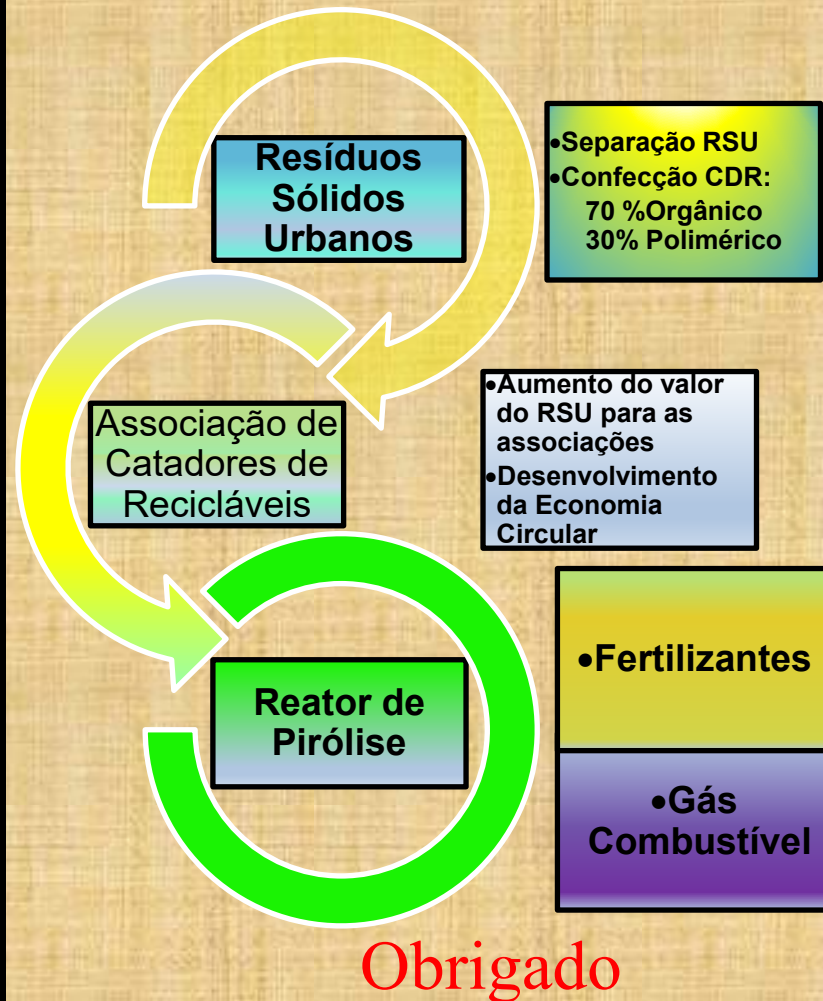 Resíduos
Sólidos
Urbanos
•Separação RSU
•Confecção CDR:
70 %Orgânico
30% Polimérico
Associação de
Catadores de
Recicláveis
•Aumento do valor
do RSU para as
associações
•Desenvolvimento
da Economia
Circular
Reator de
Pirólise
•Fertilizantes
•Gás
Combustível
Obrigado